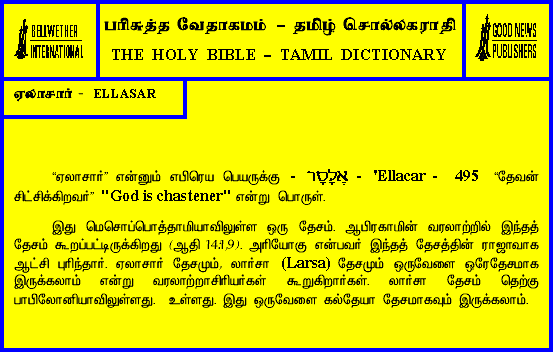 BELLWETHER
INTERNATIONAL
பரிசுத்த வேதாகமம் – தமிழ் சொல்லகராதி
THE HOLY BIBLE – TAMIL DICTIONARY
GOOD NEWS
PUBLISHERS
ஏலாசார் - ELLASAR
“ஏலாசார்” என்னும் எபிரெய பெயருக்கு - אֶלָּסָר - 'Ellacar - 495 “தேவன்
சிட்சிக்கிறவர்” "God is chastener" என்று பொருள்.
இது மெசொப்பொத்தாமியாவிலுள்ள ஒரு தேசம். ஆபிரகாமின் வரலாற்றில் இந்தத்
தேசம் கூறப்பட்டிருக்கிறது (ஆதி 14:1,9). அரியோகு என்பவர் இந்தத் தேசத்தின் ராஜாவாக
ஆட்சி புரிந்தார். ஏலாசார் தேசமும், லார்சா (Larsa) தேசமும் ஒருவேளை ஒரேதேசமாக
இருக்கலாம் என்று வரலாற்றாசிரியர்கள் கூறுகிறார்கள். லார்சா தேசம் தெற்கு
பாபிலோனியாவிலுள்ளது. உள்ளது. இது ஒருவேளை கல்தேயா தேசமாகவும் இருக்கலாம்.